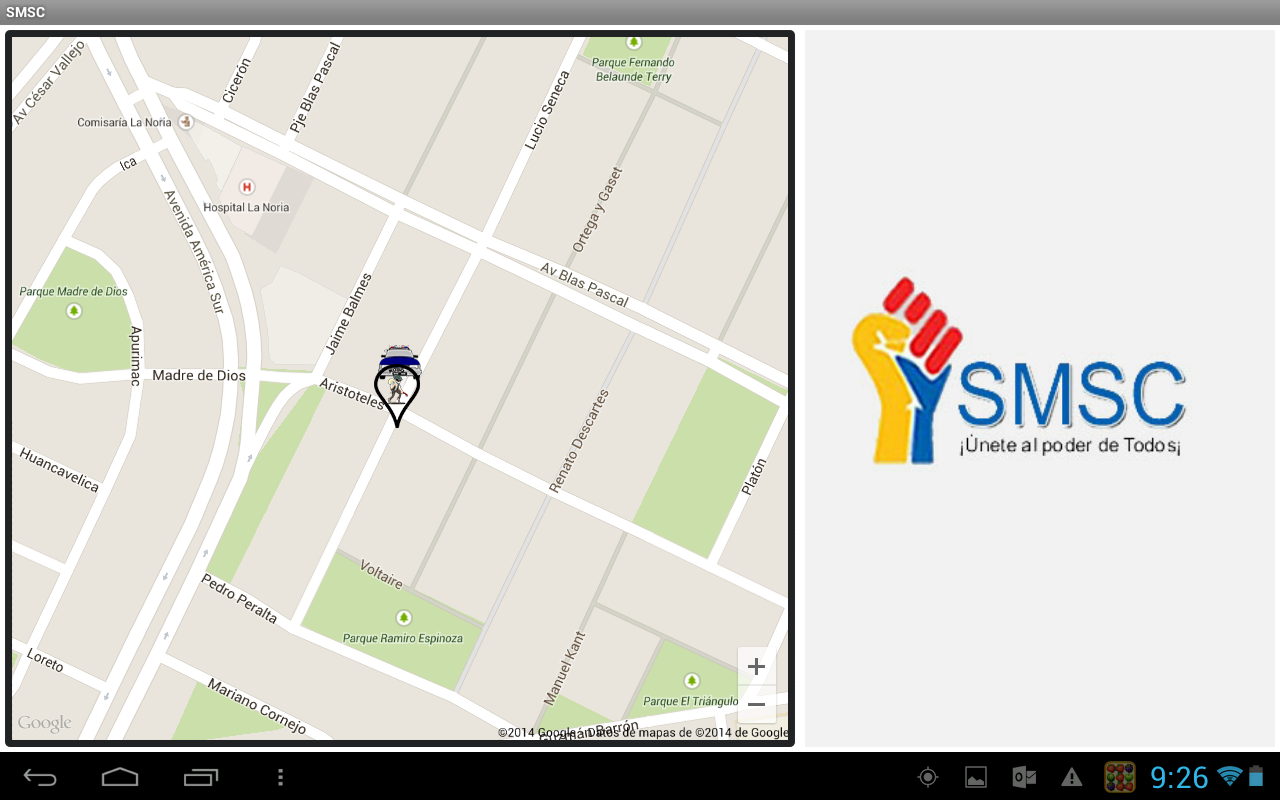 SMSC
Av César Vallejo
Cicerón
Pje Blas Pascal
Lucio Seneca
Parque Fernando
Belaunde Terry
Comisaría La Noria
Ica
H
Hospital La Noria
Avenida América Sur
Ortega y Gaset
Av Blas Pascal
Parque Madre de Dios
Jaime Balmes
Apurimac
Madre de Dios
Aristoteles
Renato Descartes
Platón
Huancavelica
Voltaire
Pedro Peralta
Parque Ramiro Espinoza
Manuel Kant
Loreto
Mariano Cornejo
Parque El Triángulo
+
−
Google
Guzmán Barrón
©2014 Google - Datos de mapas de ©2014 de Google
SMSC
¡Únete al poder de Todos¡
9:26